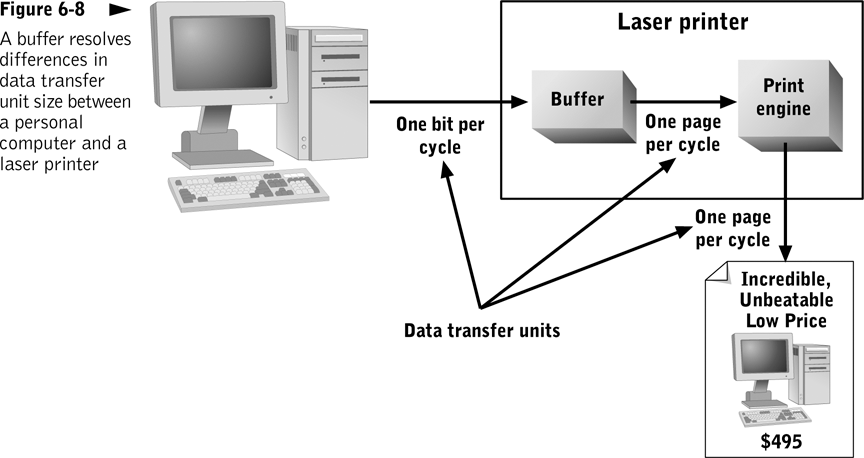 Figure 6-8 ►
A buffer resolves
differences in
data transfer
unit size between
a personal
computer and a
laser printer
Laser printer
Buffer
Print
engine
One bit per
cycle
One page
per cycle
One page
per cycle
Data transfer units
Incredible,
Unbeatable
Low Price
$495